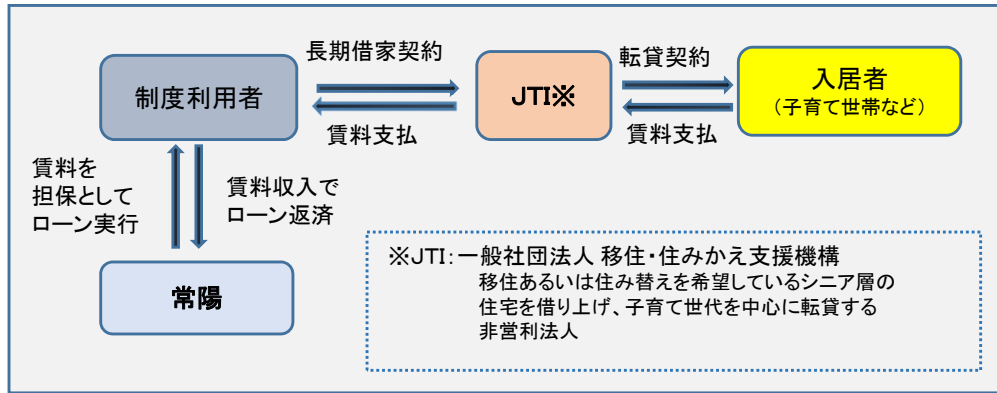 長期借家契約
転貸契約
制度利用者
JTI※
入居者
（子育て世帯など）
賃料支払
賃料支払
賃料を
担保として
ローン実行
賃料収入で
ローン返済
常陽
※JTI：一般社団法人 移住・住みかえ支援機構
移住あるいは住み替えを希望しているシニア層の
住宅を借り上げ、子育て世代を中心に転貸する
非営利法人